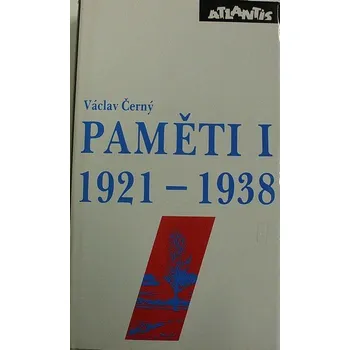 ATLANTIS
Václav Černý
PAMĚTI I
1921 – 1938